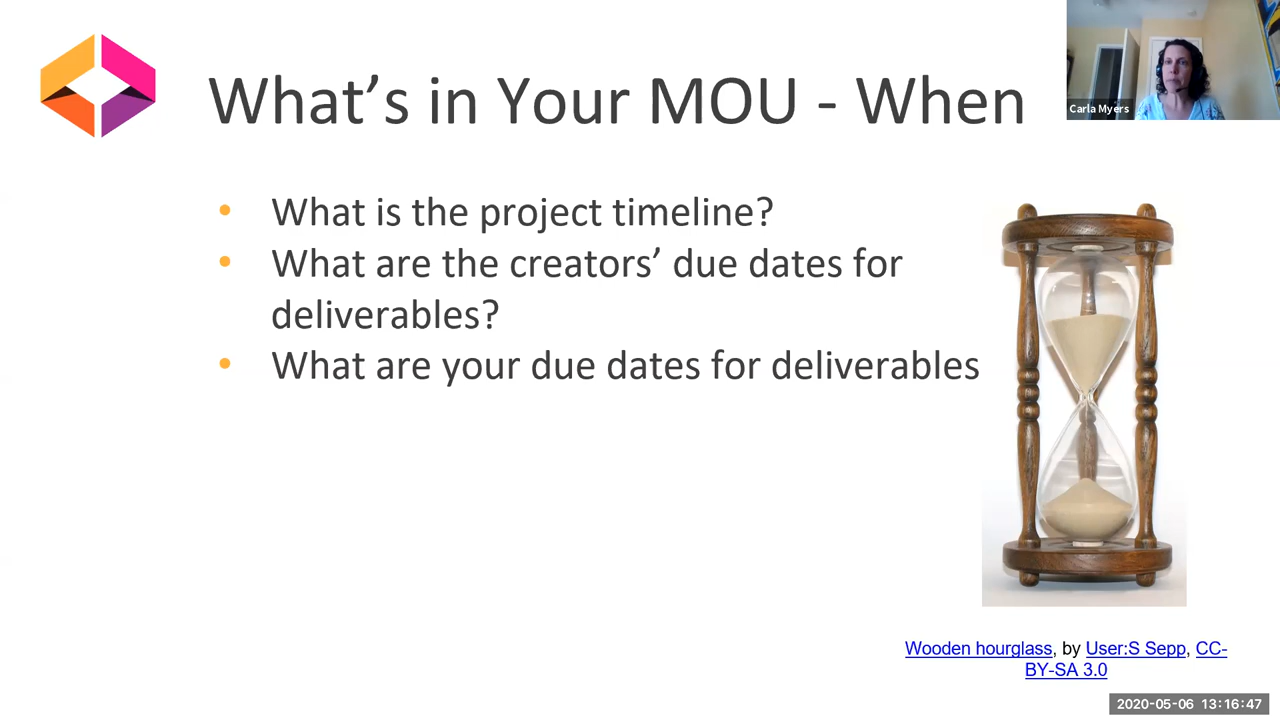 What's in Your MOU - When
Carla Myers
• What is the project timeline?
• What are the creators' due dates for
deliverables?
• What are your due dates for deliverables
Wooden hourglass, by User:S Sepp, CC-
BY-SA 3.0
2020-05-06 13:16:47